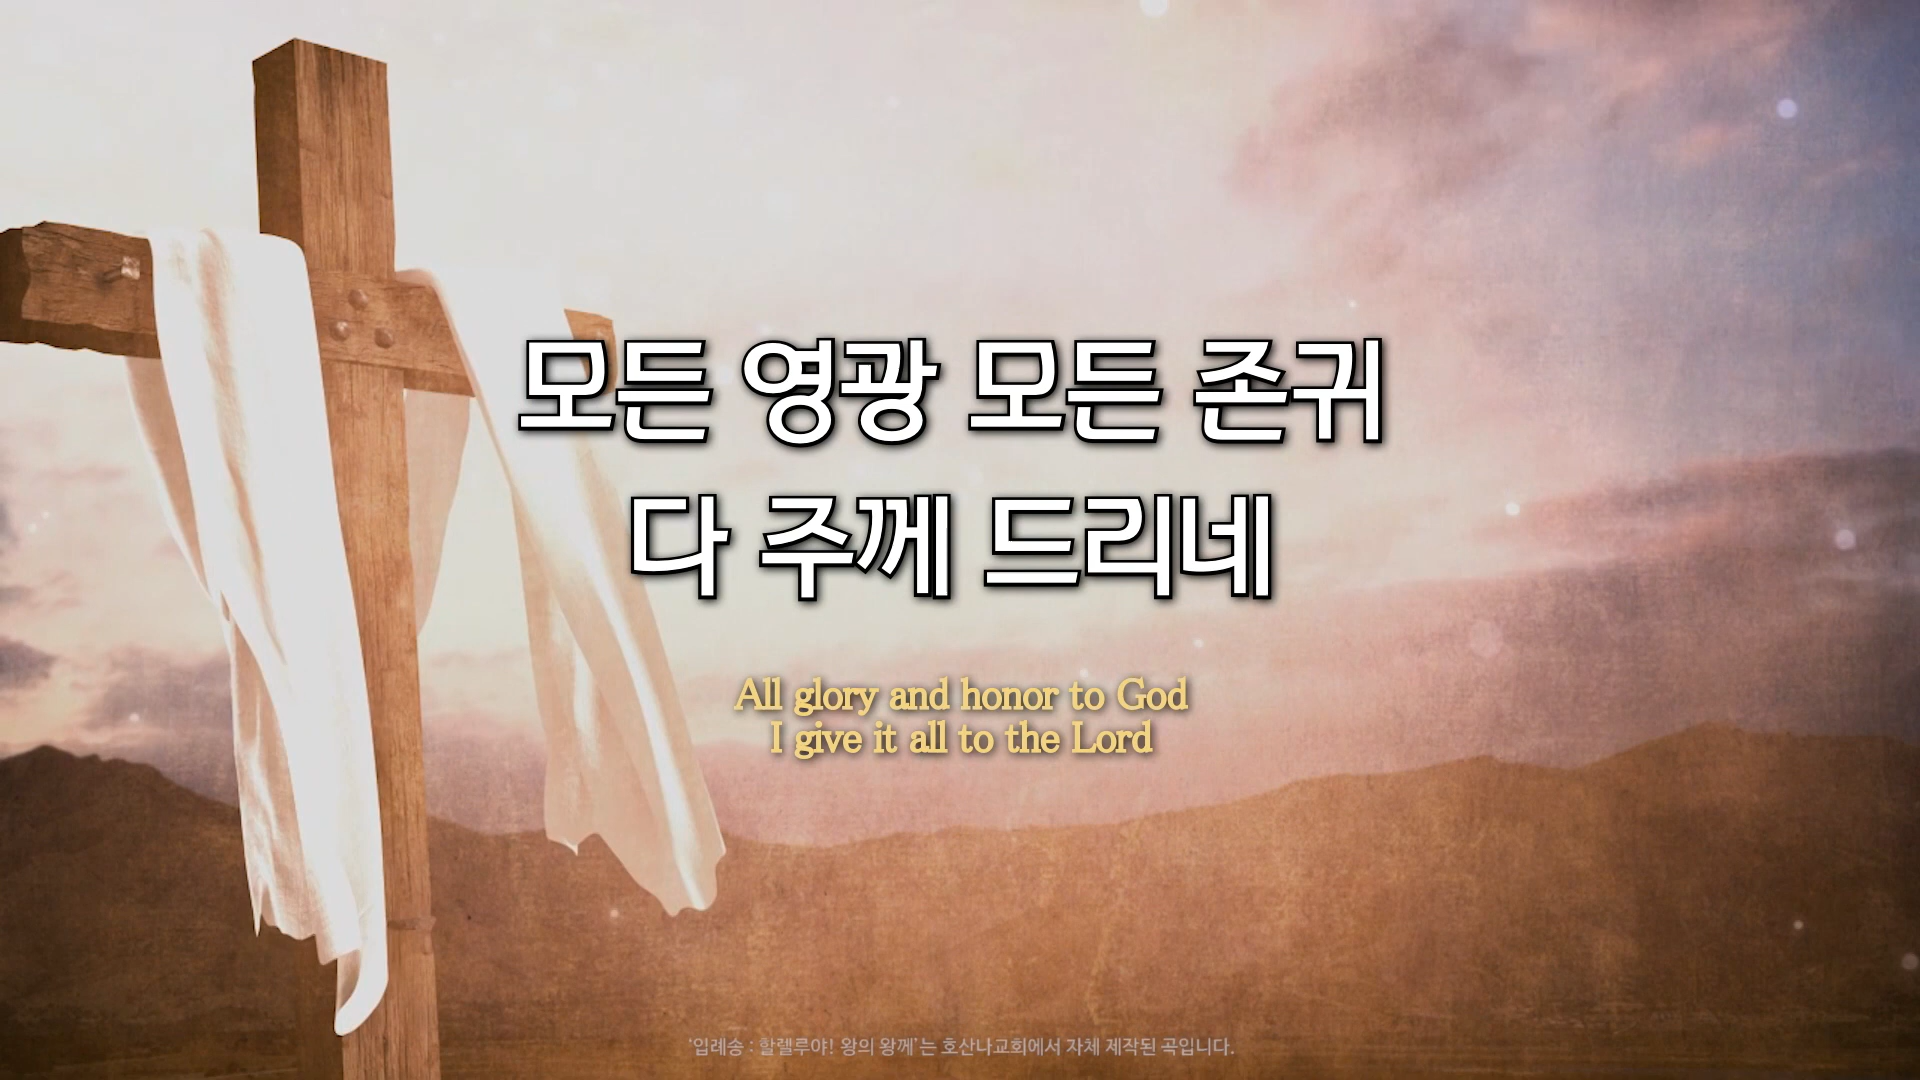 모든 영광 모든 존귀
다 주께 드리네
All glory and honor to God
I give it all to the Lord
'입례송 : 할렐루야! 왕의 왕께'는 호산나교회에서 자체 제작된 곡입니다.